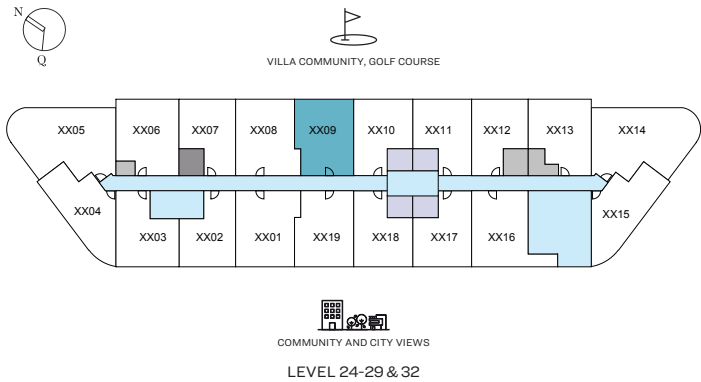 N
Q
VILLA COMMUNITY, GOLF COURSE
XX05 XX06 XX07 XX08 XX09 XX10 XX11 XX12 XX13 XX14
XX04 XX03 XX02 XX01 XX19 XX18 XX17 XX16 XX15
COMMUNITY AND CITY VIEWS
LEVEL 24-29 & 32